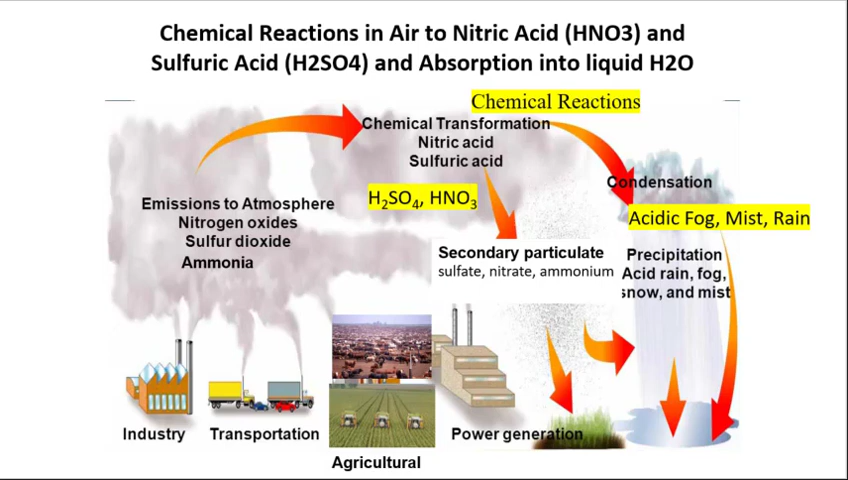 Chemical Reactions in Air to Nitric Acid (HNO3) and
Sulfuric Acid (H2SO4) and Absorption into liquid H2O
Chemical Reactions
Chemical Transformation
Nitric acid
Sulfuric acid
H₂SO₄, HNO₃
Emissions to Atmosphere
Nitrogen oxides
Sulfur dioxide
Ammonia
Condensation
Acidic Fog, Mist, Rain
Secondary particulate
sulfate, nitrate, ammonium
Precipitation
Acid rain, fog,
snow, and mist
Industry
Transportation
Agricultural
Power generation